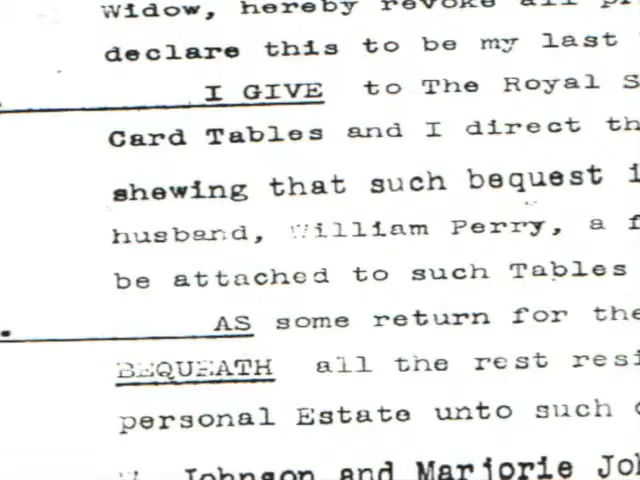 Widow, hereby revoke all
declare this to be my last
I GIVE to The Royal S
Card Tables and I direct th
shewing that such bequest i
husband, William Perry, a f
be attached to such Tables
AS some return for the
BEQUEATH all the rest resi
personal Estate unto such
Johnson and Marjorie Joh